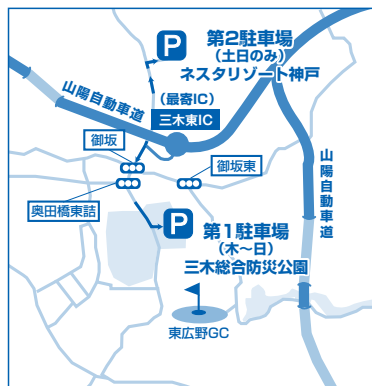 P
第2駐車場
（土日のみ）
ネスタリゾート神戸
山陽自動車道
（最寄IC）
三木東IC
御坂
御坂東
奥田橋東詰
山陽自動車道
P
第1駐車場
（木〜日）
三木総合防災公園
東広野GC